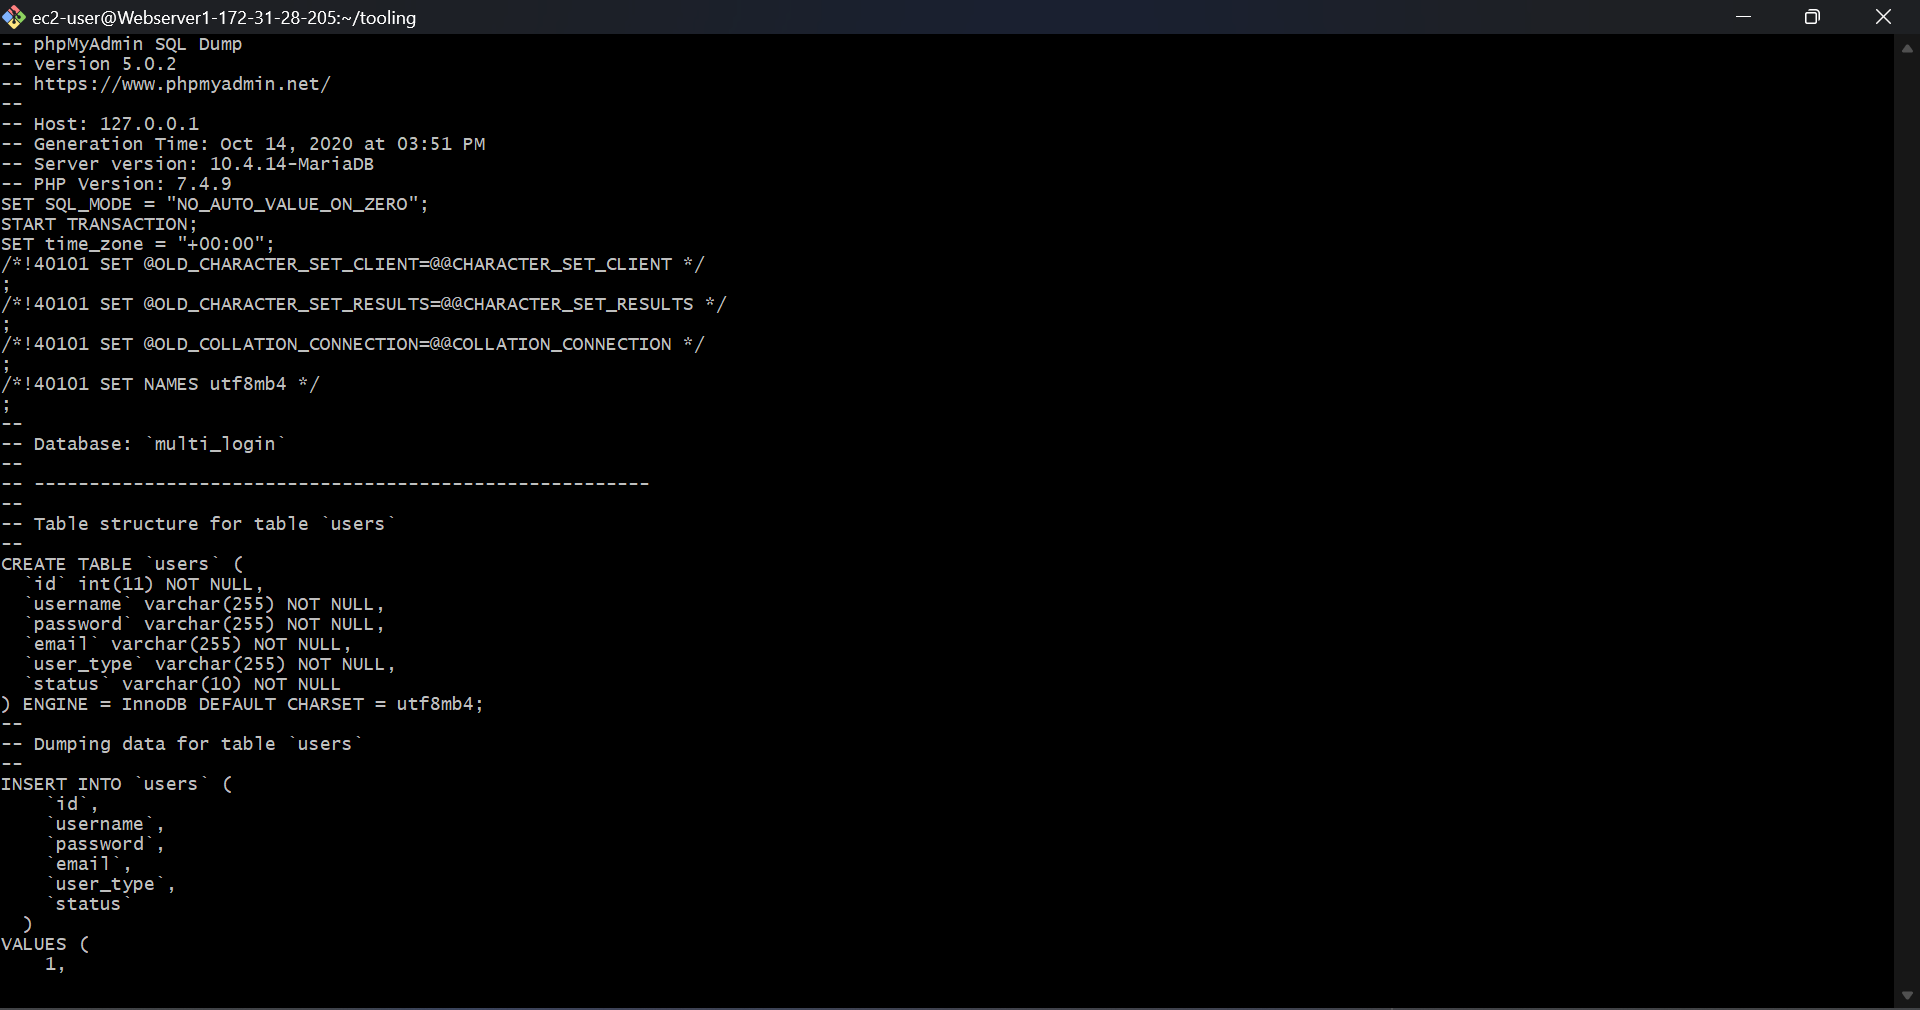 ec2-user@Webserver1-172-31-28-205:~/tooling
-- phpMyAdmin SQL Dump
-- version 5.0.2
-- https://www.phpmyadmin.net/
--
-- Host: 127.0.0.1
-- Generation Time: Oct 14, 2020 at 03:51 PM
-- Server version: 10.4.14-MariaDB
-- PHP Version: 7.4.9
SET SQL_MODE = "NO_AUTO_VALUE_ON_ZERO";
START TRANSACTION;
SET time_zone = "+00:00";
/*!40101 SET @OLD_CHARACTER_SET_CLIENT=@@CHARACTER_SET_CLIENT */
;
/*!40101 SET @OLD_CHARACTER_SET_RESULTS=@@CHARACTER_SET_RESULTS */
;
/*!40101 SET @OLD_COLLATION_CONNECTION=@@COLLATION_CONNECTION */
;
/*!40101 SET NAMES utf8mb4 */
;
--
-- Database: `multi_login`
--
-- --------------------------------------------------------
--
-- Table structure for table `users`
--
CREATE TABLE `users` (
  `id` int(11) NOT NULL,
  `username` varchar(255) NOT NULL,
  `password` varchar(255) NOT NULL,
  `email` varchar(255) NOT NULL,
  `user_type` varchar(255) NOT NULL,
  `status` varchar(10) NOT NULL
) ENGINE = InnoDB DEFAULT CHARSET = utf8mb4;
--
-- Dumping data for table `users`
--
INSERT INTO `users` (
    `id`,
    `username`,
    `password`,
    `email`,
    `user_type`,
    `status`
  )
VALUES (
    1,